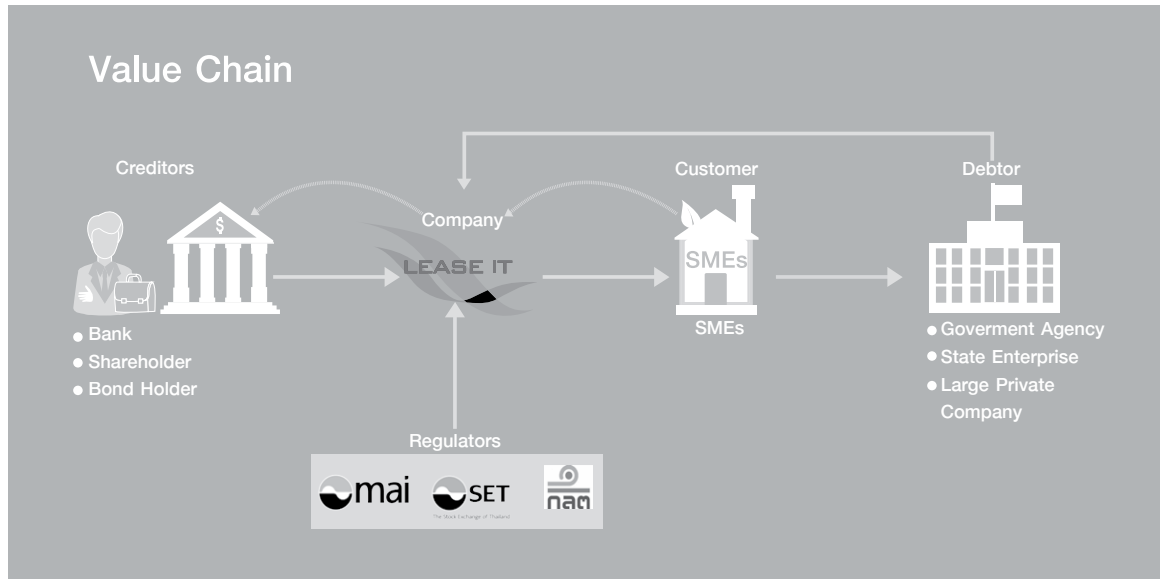 Value Chain
Creditors
$
Bank
Shareholder
Bond Holder
Company
LEASE IT
Customer
SMEs
SMEs
Debtor
Goverment Agency
State Enterprise
Large Private
Company
Regulators
mai
SET
The Stock Exchange of Thailand
กลต